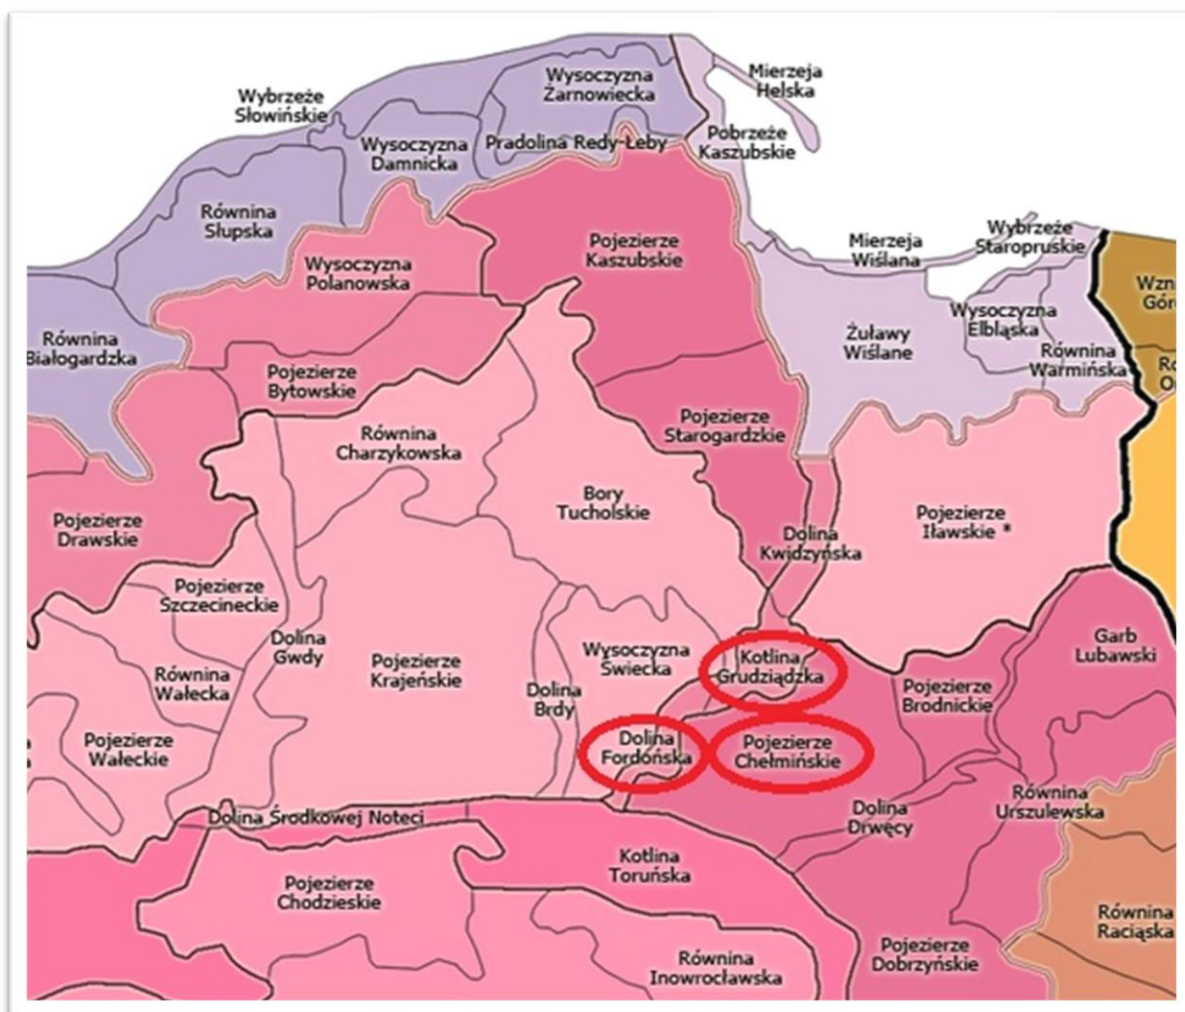 Wysoczyzna
Żarnowiecka
Mierzeja
Helska
Wybrzeże
Słowińskie
Wysoczyzna
Damnicka
Pradolina Redy-Łeby
Pobrzeże
Kaszubskie
Równina
Słupska
Pojezierze
Kaszubskie
Mierzeja
Wiślana
Wybrzeże
Staropruskie
Wysoczyzna
Polanowska
Wysoczyzna
Elbląska
Równina
Białogardzka
Żuławy
Wiślane
Równina
Warmińska
Pojezierze
Bytowskie
Równina
Charzykowska
Pojezierze
Starogardzkie
Bory
Tucholskie
Pojezierze
Drawskie
Dolina
Kwidzyńska
Pojezierze
Iławskie *
Pojezierze
Szczecineckie
Dolina
Gwdy
Pojezierze
Krajeńskie
Wysoczyzna
Świecka
Kotlina
Grudziądzka
Garb
Lubawski
Równina
Wałecka
Dolina
Brdy
Pojezierze
Brodnickie
Pojezierze
Wałeckie
Dolina
Fordońska
Pojezierze
Chełmińskie
Dolina Środkowej Noteci
Dolina
Drwęcy
Równina
Urszulewska
Kotlina
Toruńska
Pojezierze
Chodzieskie
Równina
Raciąska
Równina
Inowrocławska
Pojezierze
Dobrzyńskie